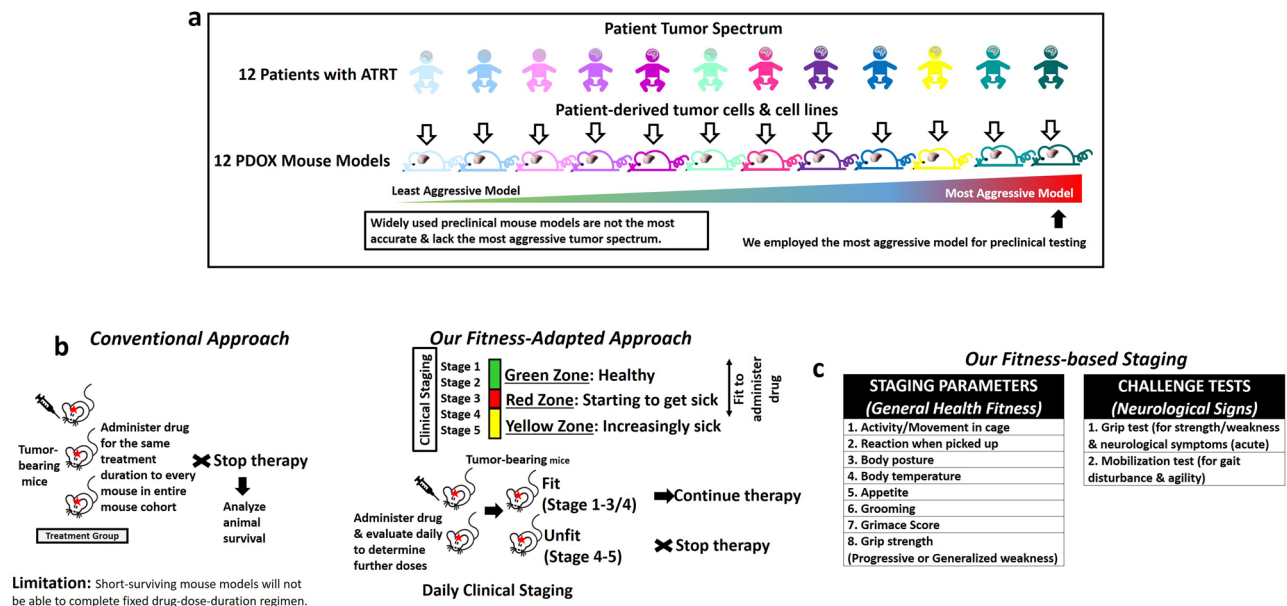 a
Patient Tumor Spectrum
12 Patients with ATRT
Patient-derived tumor cells & cell lines
12 PDOX Mouse Models
Least Aggressive Model
Most Aggressive Model
Widely used preclinical mouse models are not the most
accurate & lack the most aggressive tumor spectrum.
We employed the most aggressive model for preclinical testing
b
Conventional Approach
Tumor-
bearing
mice
Administer drug
for the same
treatment
duration to every
mouse in entire
mouse cohort
Stop therapy
Analyze
animal
survival
Treatment Group
Limitation: Short-surviving mouse models will not
be able to complete fixed drug-dose-duration regimen.
Our Fitness-Adapted Approach
Clinical Staging
Stage 1
Stage 2
Stage 3
Stage 4
Stage 5
Green Zone: Healthy
Red Zone: Starting to get sick
Yellow Zone: Increasingly sick
Fit to
administer
drug
Tumor-bearing mice
Administer drug
& evaluate daily
to determine
further doses
Fit
(Stage 1-3/4)
Continue therapy
Unfit
(Stage 4-5)
Stop therapy
Daily Clinical Staging
c
Our Fitness-based Staging
STAGING PARAMETERS
(General Health Fitness)
1. Activity/Movement in cage
2. Reaction when picked up
3. Body posture
4. Body temperature
5. Appetite
6. Grooming
7. Grimace Score
8. Grip strength
(Progressive or Generalized weakness)
CHALLENGE TESTS
(Neurological Signs)
1. Grip test (for strength/weakness
& neurological symptoms (acute)
2. Mobilization test (for gait
disturbance & agility)